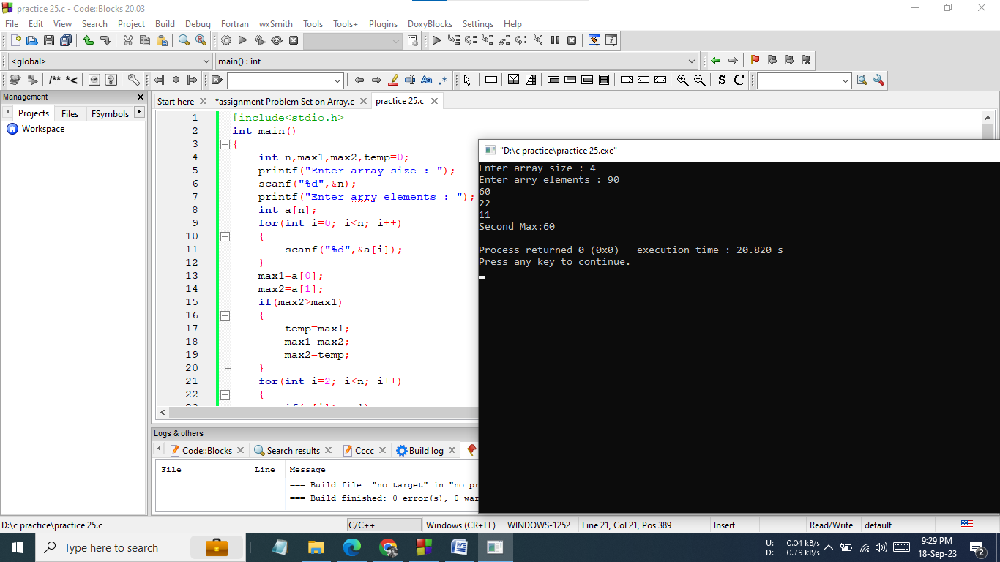 practice 25.c - Code::Blocks 20.03
File Edit View Search Project Build Debug Fortran wxSmith Tools Tools+ Plugins DoxyBlocks Settings Help
<global> main() : int
/** *< Aa .* S C
Management
Projects Files FSymbols
Workspace
Start here *assignment Problem Set on Array.c practice 25.c
1 #include<stdio.h>
2 int main()
3 {
4 int n,max1,max2,temp=0;
5 printf("Enter array size : ");
6 scanf("%d",&n);
7 printf("Enter arry elements : ");
8 int a[n];
9 for(int i=0; i<n; i++)
10 {
11 scanf("%d",&a[i]);
12 }
13 max1=a[0];
14 max2=a[1];
15 if(max2>max1)
16 {
17 temp=max1;
18 max1=max2;
19 max2=temp;
20 }
21 for(int i=2; i<n; i++)
22 {
"D:\c practice\practice 25.exe"
Enter array size : 4
Enter arry elements : 90
60
22
11
Second Max:60
Process returned 0 (0x0) execution time : 20.820 s
Press any key to continue.
Logs & others
Code::Blocks Search results Cccc Build log
File Line Message
=== Build file: "no target" in "no pr
=== Build finished: 0 error(s), 0 war
D:\c practice\practice 25.c C/C++ Windows (CR+LF) WINDOWS-1252 Line 21, Col 21, Pos 389 Insert Read/Write default
Type here to search
U: 0.04 kB/s
D: 0.79 kB/s
9:29 PM
18-Sep-23
2